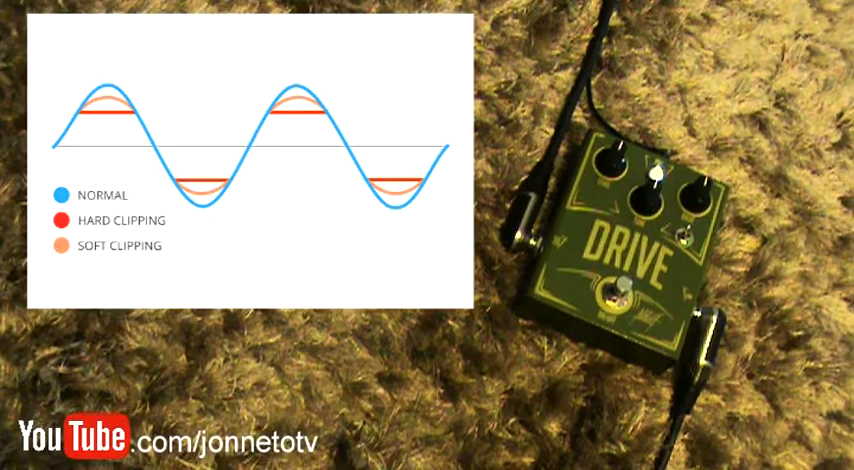 NORMAL
HARD CLIPPING
SOFT CLIPPING
DRIVE
YouTube.com/jonnetotv